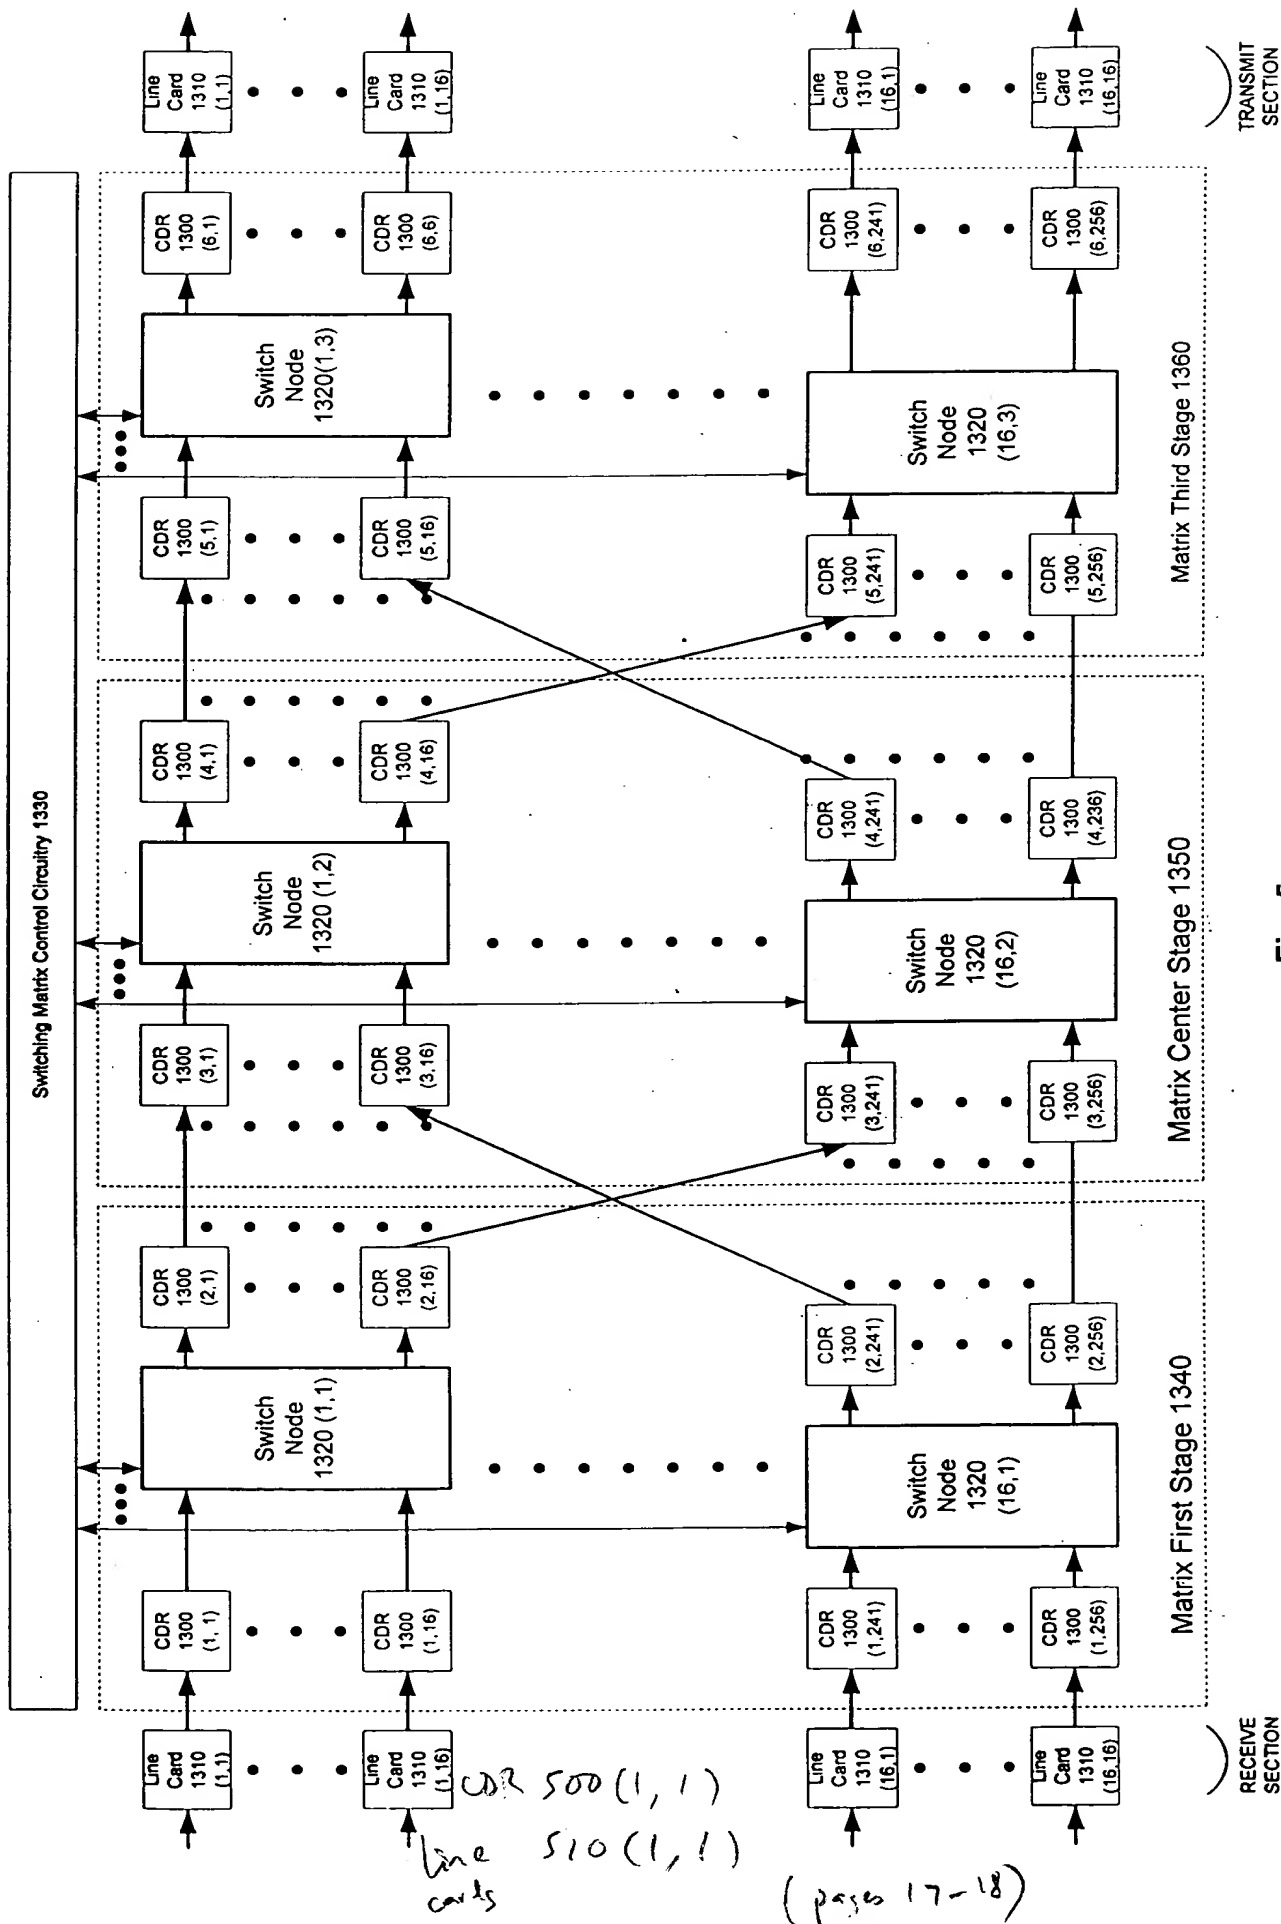 Switching Matrix Control Circuitry 1330
Line
Card
1310
(1,1)
Line
Card
1310
(1,16)
Line
Card
1310
(16,1)
Line
Card
1310
(16,16)
TRANSMIT
SECTION
CDR
1300
(6,1)
CDR
1300
(6,6)
CDR
1300
(6,241)
CDR
1300
(6,256)
Switch
Node
1320(1,3)
Switch
Node
1320
(16,3)
CDR
1300
(5,1)
CDR
1300
(5,16)
CDR
1300
(5,241)
CDR
1300
(5,256)
Matrix Third Stage 1360
CDR
1300
(4,1)
CDR
1300
(4,16)
CDR
1300
(4,241)
CDR
1300
(4,236)
Switch
Node
1320 (1,2)
Switch
Node
1320
(16,2)
CDR
1300
(3,1)
CDR
1300
(3,16)
CDR
1300
(3,241)
CDR
1300
(3,256)
Matrix Center Stage 1350
CDR
1300
(2,1)
CDR
1300
(2,16)
CDR
1300
(2,241)
CDR
1300
(2,256)
Switch
Node
1320 (1,1)
Switch
Node
1320
(16,1)
CDR
1300
(1, 1)
CDR
1300
(1,16)
CDR
1300
(1,241)
CDR
1300
(1,256)
Matrix First Stage 1340
Line
Card
1310
(1,1)
Line
Card
1310
(1,16)
Line
Card
1310
(16,1)
Line
Card
1310
(16,16)
RECEIVE
SECTION
CDR 500 (1, 1)
Line 510 (1, 1)
cards
(pages 17-18)